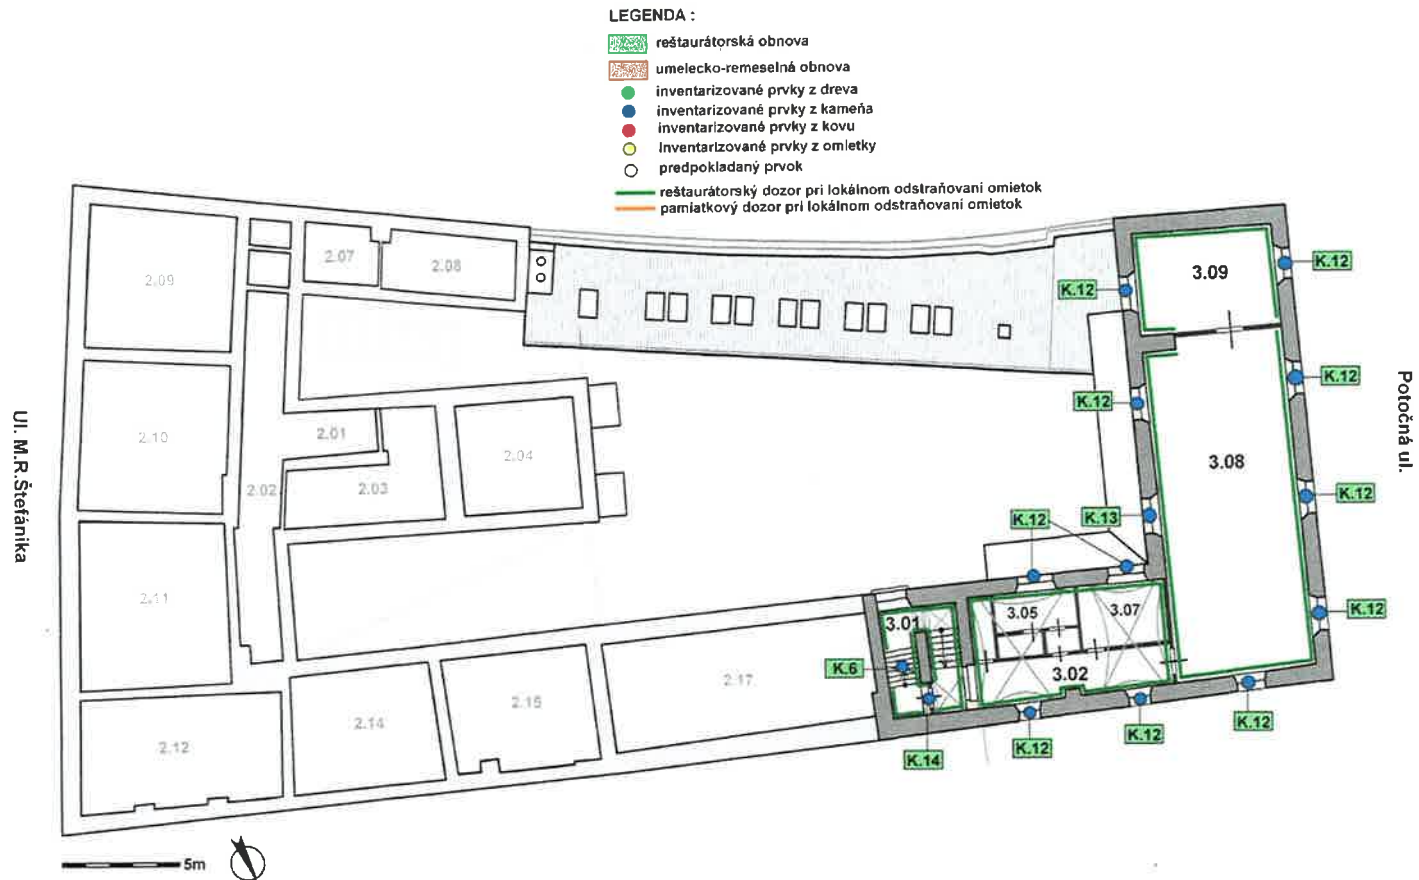 LEGENDA :
reštaurátorská obnova
umelecko-remeselná obnova
inventarizované prvky z dreva
inventarizované prvky z kameňa
inventarizované prvky z kovu
inventarizované prvky z omietky
predpokladaný prvok
reštaurátorský dozor pri lokálnom odstraňovaní omietok
pamiatkový dozor pri lokálnom odstraňovaní omietok
2.09
2.07
2.08
3.09
K.12
K.12
K.12
K.12
Potočná ul.
Ul. M.R.Štefánika
2.10
2.01
2.02
2.03
2.04
3.08
K.12
K.12
K.13
2.11
3.01
3.05
3.07
K.12
K.6
3.02
2.12
2.14
2.15
2.17
K.14
K.12
K.12
K.12
5m